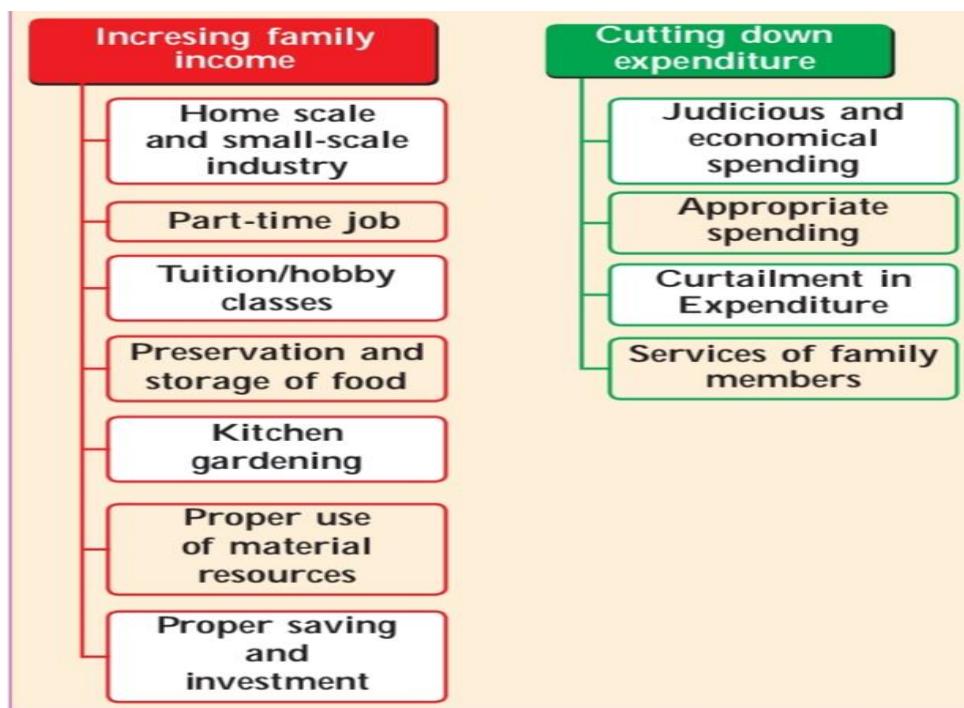 Incresing family
income
Home scale
and small-scale
industry
Part-time job
Tuition/hobby
classes
Preservation and
storage of food
Kitchen
gardening
Proper use
of material
resources
Proper saving
and
investment
Cutting down
expenditure
Judicious and
economical
spending
Appropriate
spending
Curtailment in
Expenditure
Services of family
members